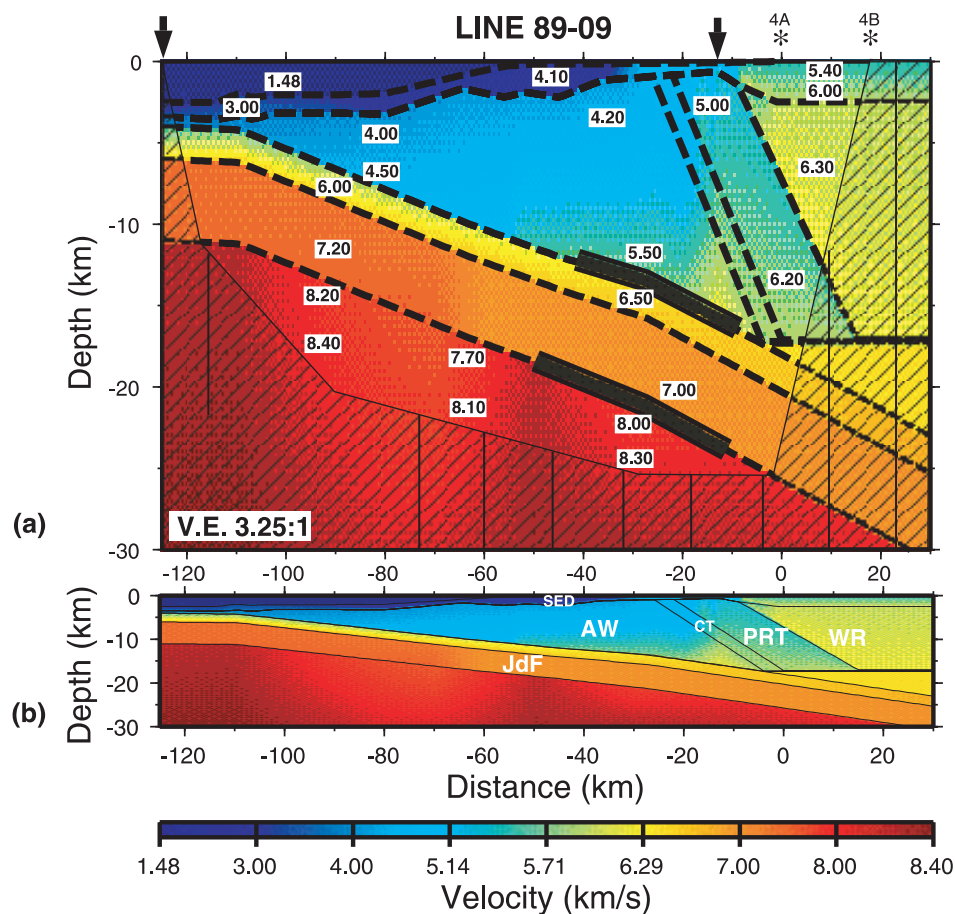 LINE 89-09
4A 4B
* *
0
-10
-20
-30
Depth (km)
1.48
4.10
5.40
3.00
6.00
4.00
4.20
5.00
4.50
6.30
6.00
7.20
5.50
6.20
8.20
6.50
8.40
7.70
7.00
8.10
8.00
8.30
(a)
V.E. 3.25:1
-120 -100 -80 -60 -40 -20 0 20
0
-10
-20
-30
Depth (km)
SED
AW
CT
PRT
WR
JdF
(b)
-120 -100 -80 -60 -40 -20 0 20
Distance (km)
1.48 3.00 4.00 5.14 5.71 6.29 7.00 8.00 8.40
Velocity (km/s)